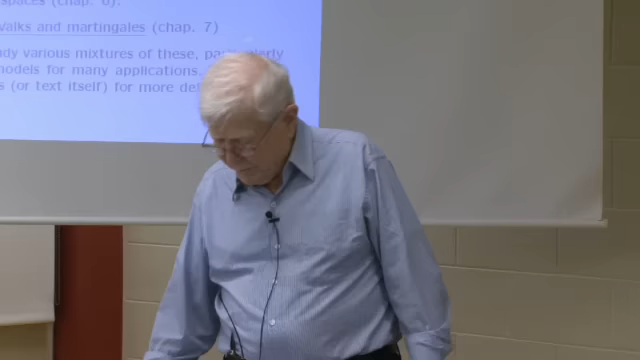 spaces (chap. 6).
Walks and martingales (chap. 7)
dy various mixtures of these, particularly
models for many applications.
s (or text itself) for more de